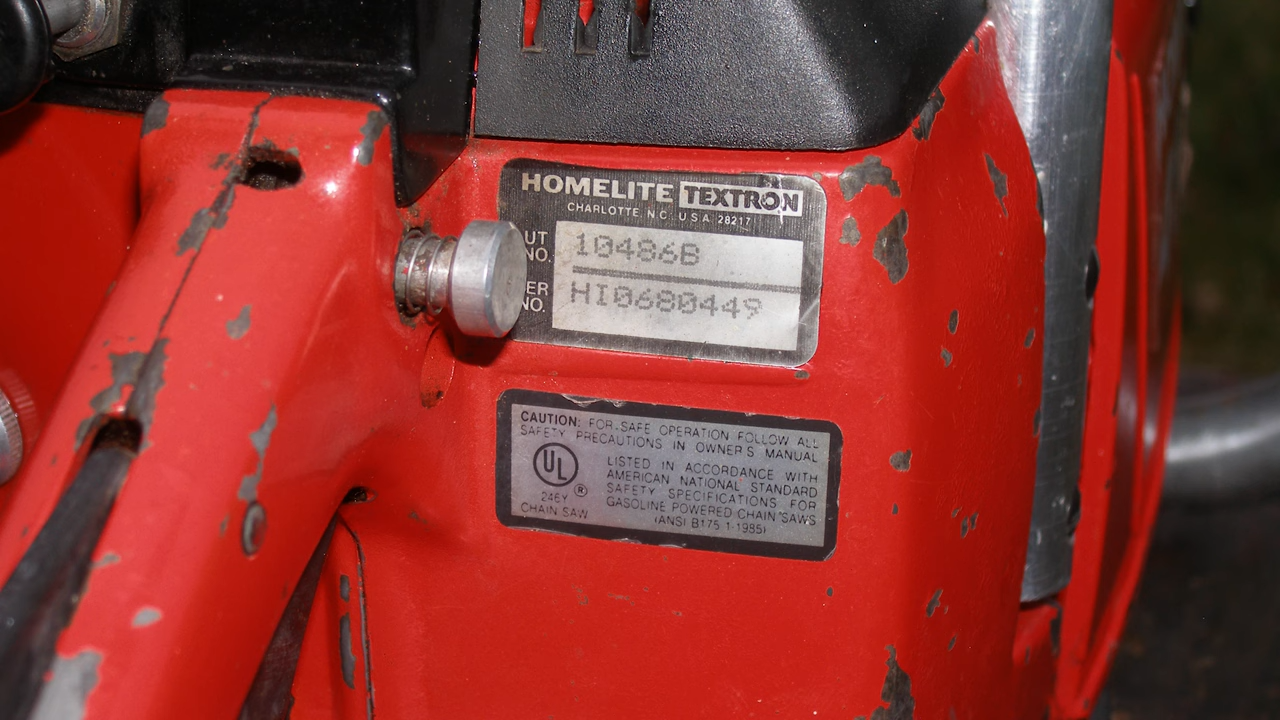 HOMELITE TEXTRON
CHARLOTTE, N.C. U.S.A. 28217
UT NO. 10486B
ER NO. HI0680449
CAUTION: FOR SAFE OPERATION FOLLOW ALL
SAFETY PRECAUTIONS IN OWNER'S MANUAL
UL ®
246Y
CHAIN SAW
LISTED IN ACCORDANCE WITH
AMERICAN NATIONAL STANDARD
SAFETY SPECIFICATIONS FOR
GASOLINE POWERED CHAIN SAWS
(ANSI B175.1-1985)